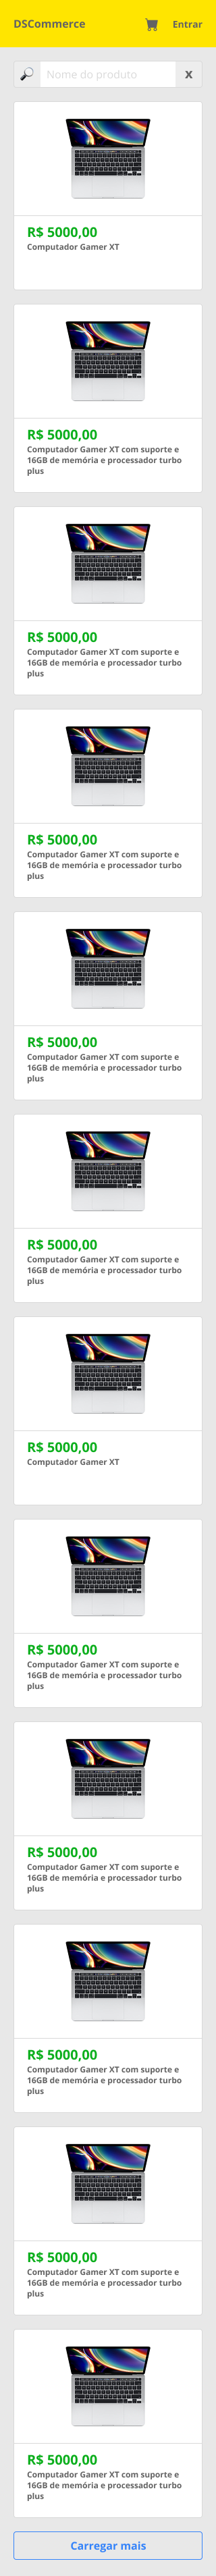 DSCommerce
Entrar
Nome do produto
X
R$ 5000,00
Computador Gamer XT
R$ 5000,00
Computador Gamer XT com suporte e
16GB de memória e processador turbo
plus
R$ 5000,00
Computador Gamer XT com suporte e
16GB de memória e processador turbo
plus
R$ 5000,00
Computador Gamer XT com suporte e
16GB de memória e processador turbo
plus
R$ 5000,00
Computador Gamer XT com suporte e
16GB de memória e processador turbo
plus
R$ 5000,00
Computador Gamer XT com suporte e
16GB de memória e processador turbo
plus
R$ 5000,00
Computador Gamer XT
R$ 5000,00
Computador Gamer XT com suporte e
16GB de memória e processador turbo
plus
R$ 5000,00
Computador Gamer XT com suporte e
16GB de memória e processador turbo
plus
R$ 5000,00
Computador Gamer XT com suporte e
16GB de memória e processador turbo
plus
R$ 5000,00
Computador Gamer XT com suporte e
16GB de memória e processador turbo
plus
R$ 5000,00
Computador Gamer XT com suporte e
16GB de memória e processador turbo
plus
Carregar mais